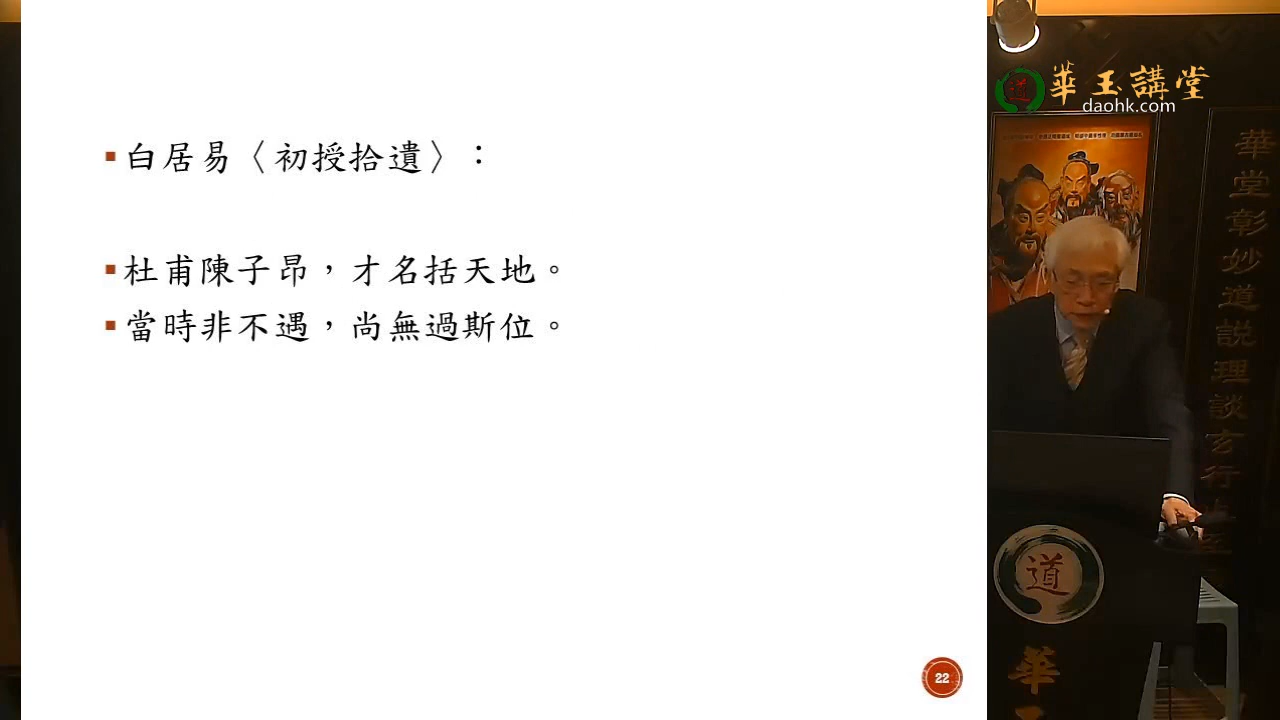 白居易〈初授拾遺〉：
杜甫陳子昂，才名括天地。
當時非不遇，尚無過斯位。
22
道 華玉講堂
daohk.com
華堂彰妙道說理談玄行
道
華